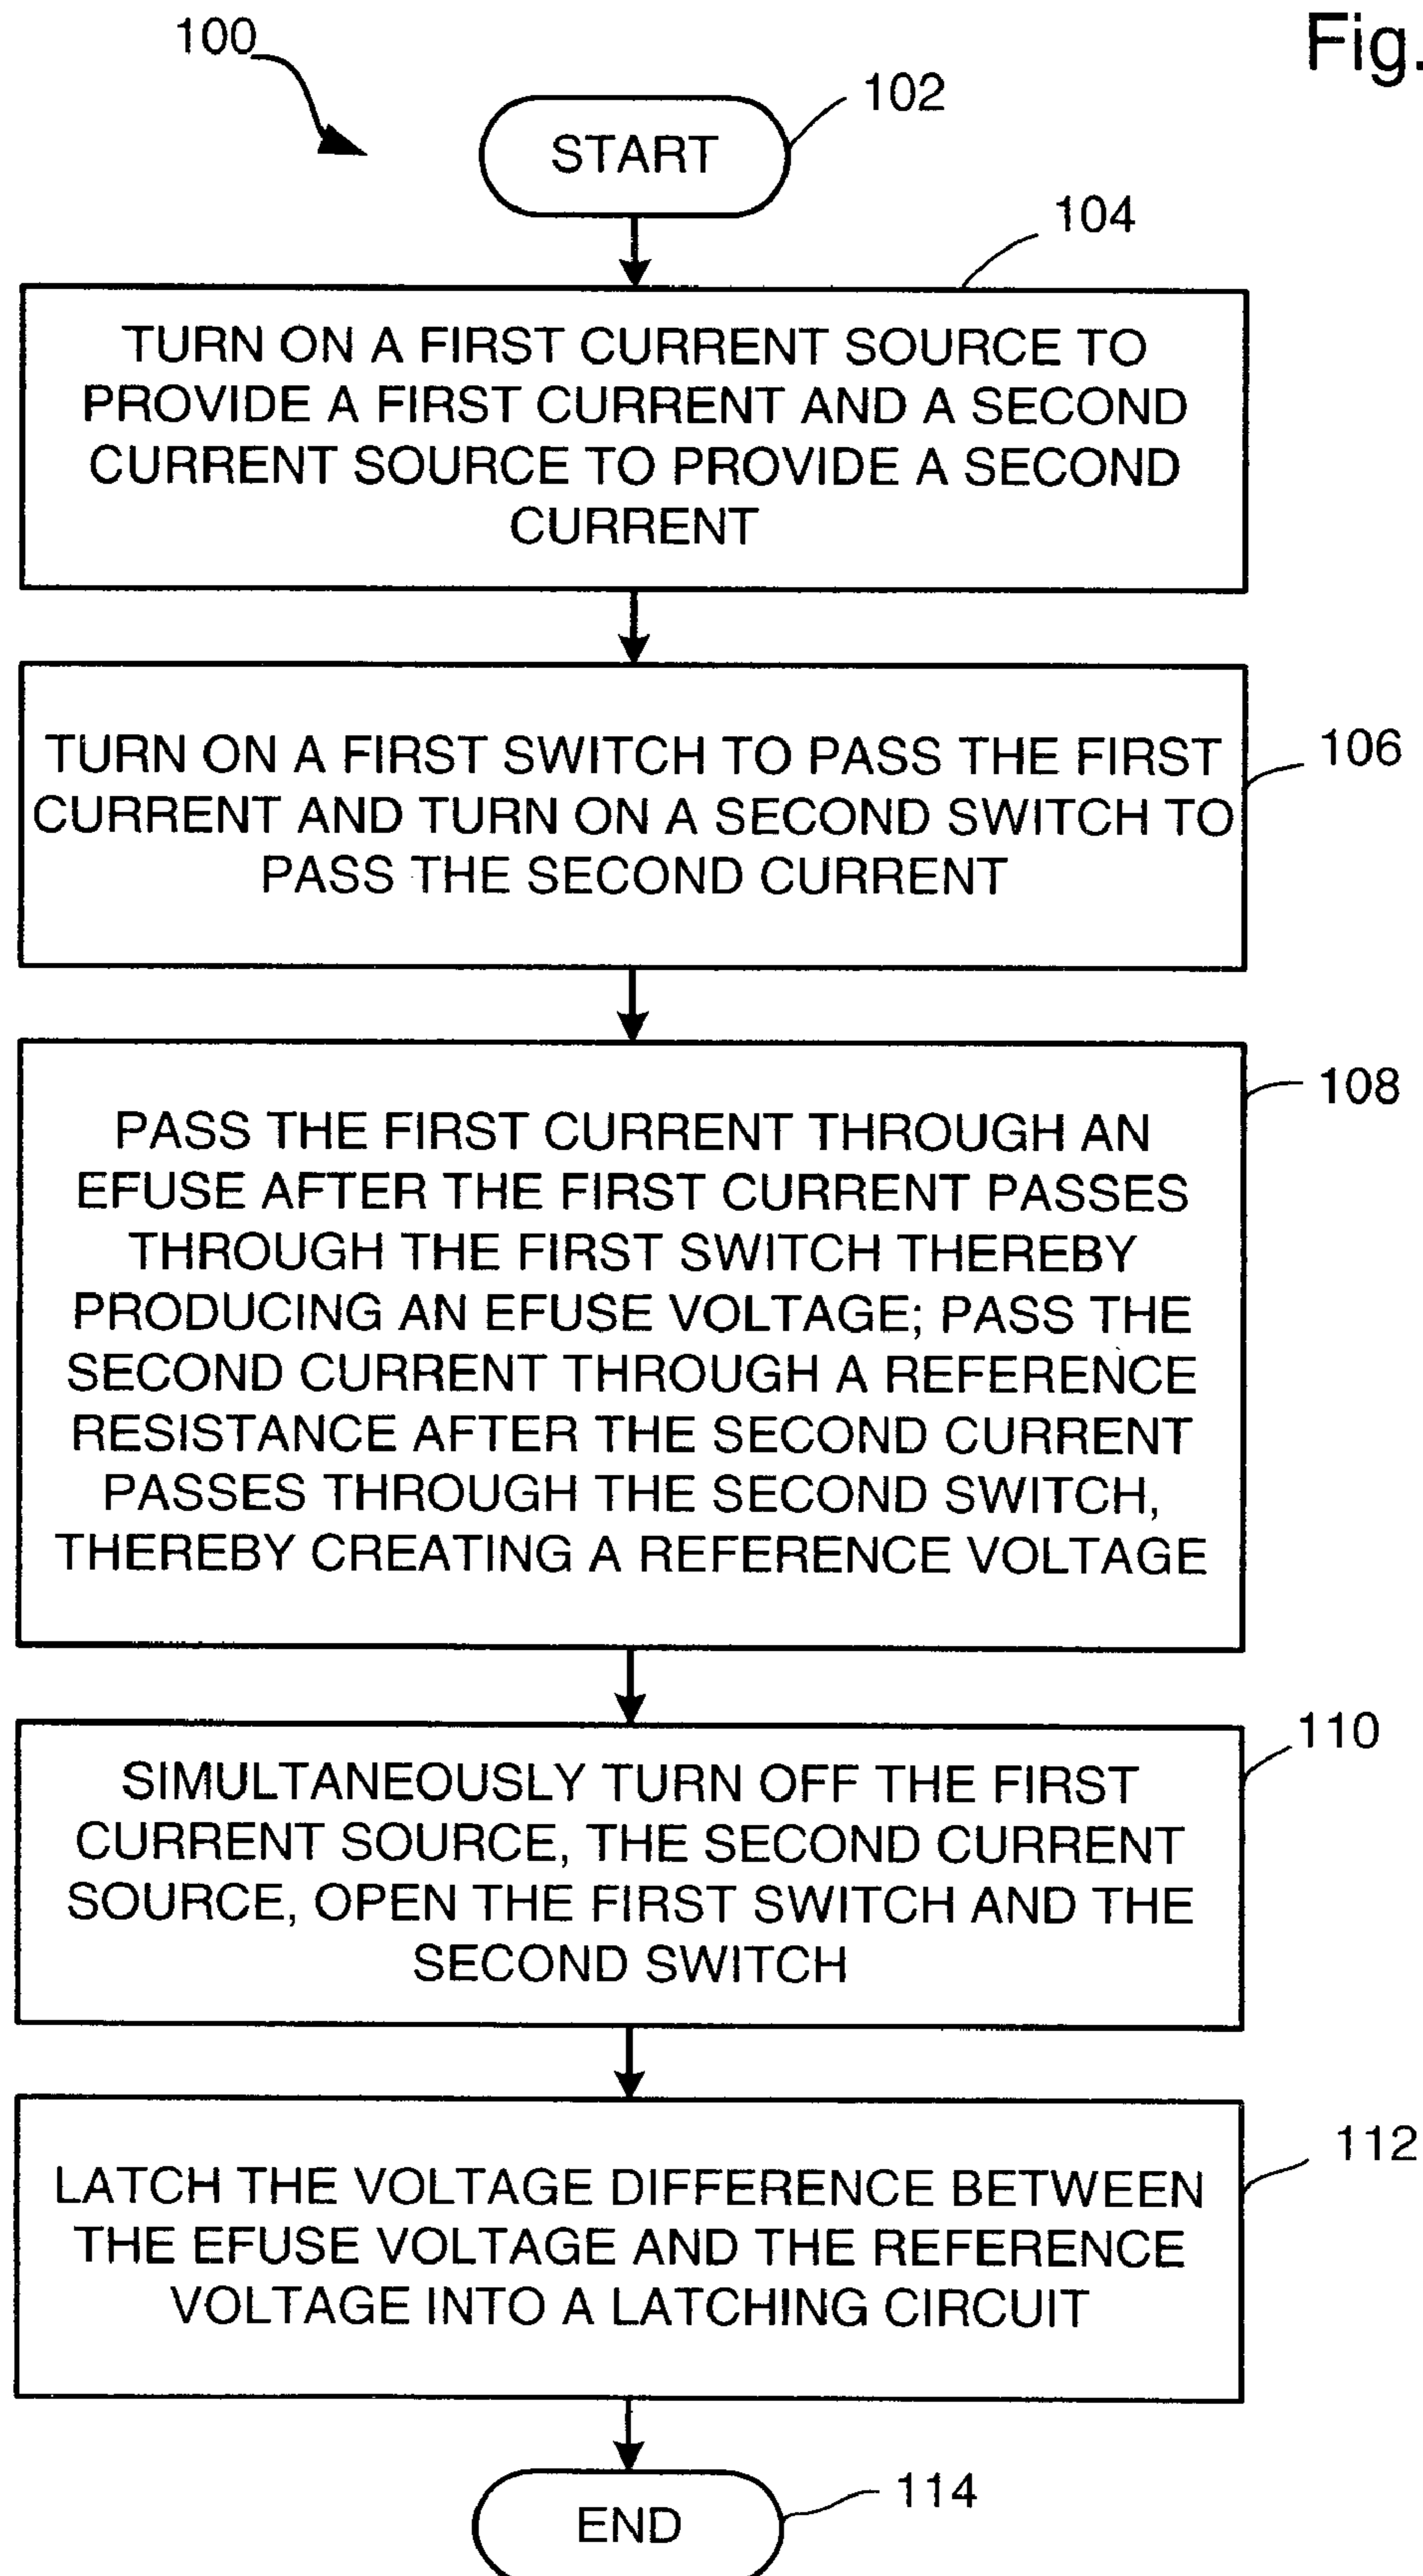 100
Fig.
102
START
104
TURN ON A FIRST CURRENT SOURCE TO
PROVIDE A FIRST CURRENT AND A SECOND
CURRENT SOURCE TO PROVIDE A SECOND
CURRENT
TURN ON A FIRST SWITCH TO PASS THE FIRST
CURRENT AND TURN ON A SECOND SWITCH TO
PASS THE SECOND CURRENT
106
PASS THE FIRST CURRENT THROUGH AN
EFUSE AFTER THE FIRST CURRENT PASSES
THROUGH THE FIRST SWITCH THEREBY
PRODUCING AN EFUSE VOLTAGE; PASS THE
SECOND CURRENT THROUGH A REFERENCE
RESISTANCE AFTER THE SECOND CURRENT
PASSES THROUGH THE SECOND SWITCH,
THEREBY CREATING A REFERENCE VOLTAGE
108
SIMULTANEOUSLY TURN OFF THE FIRST
CURRENT SOURCE, THE SECOND CURRENT
SOURCE, OPEN THE FIRST SWITCH AND THE
SECOND SWITCH
110
LATCH THE VOLTAGE DIFFERENCE BETWEEN
THE EFUSE VOLTAGE AND THE REFERENCE
VOLTAGE INTO A LATCHING CIRCUIT
112
END
114